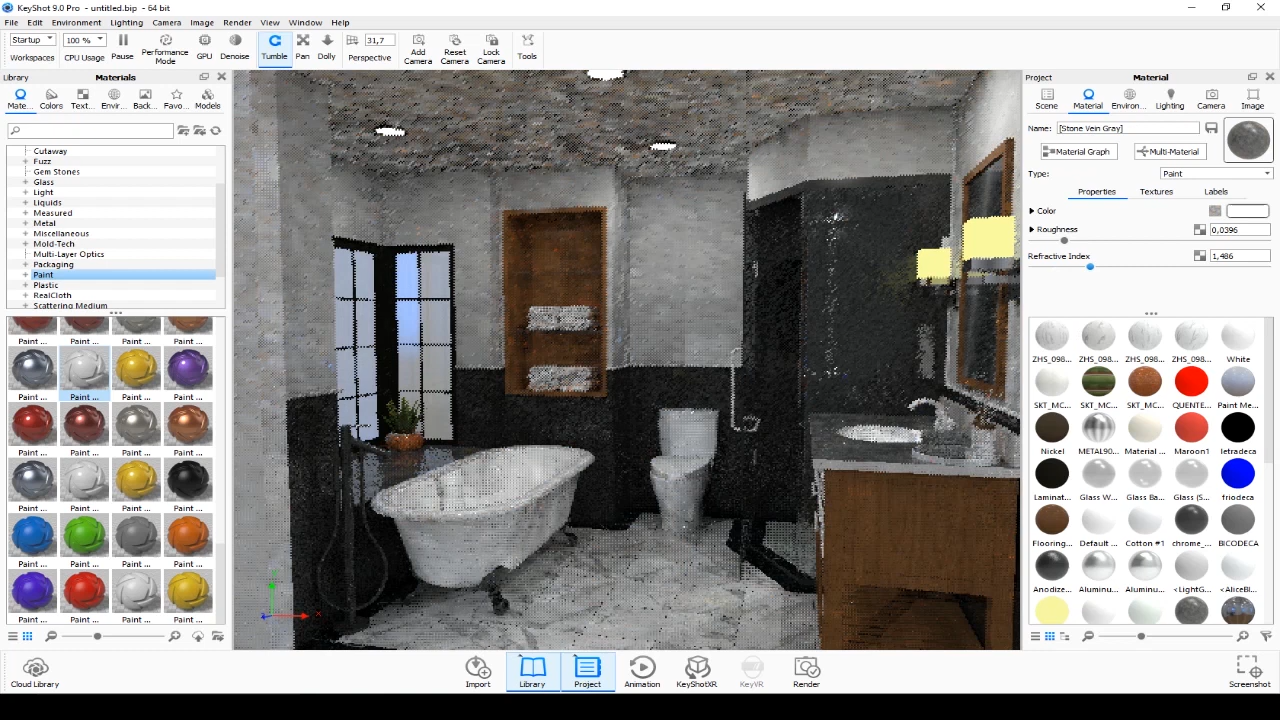 KeyShot 9.0 Pro - untitled.bip - 64 bit
File Edit Environment Lighting Camera Image Render View Window Help
Startup 100 % 31,7
Workspaces CPU Usage Pause Performance Mode GPU Denoise Tumble Pan Dolly Perspective Add Camera Reset Camera Lock Camera Tools
Library Materials
Mate... Colors Text... Envir... Back... Favo... Models
Cutaway
Fuzz
Gem Stones
Glass
Light
Liquids
Measured
Metal
Miscellaneous
Mold-Tech
Multi-Layer Optics
Packaging
Paint
Plastic
RealCloth
Scattering Medium
Paint ... Paint ... Paint ... Paint ...
Paint ... Paint ... Paint ... Paint ...
Paint ... Paint ... Paint ... Paint ...
Paint ... Paint ... Paint ... Paint ...
Paint ... Paint ... Paint ... Paint ...
Paint ... Paint ... Paint ... Paint ...
Project Material
Scene Material Environ... Lighting Camera Image
Name: [Stone Vein Gray]
Material Graph Multi-Material
Type: Paint
Properties Textures Labels
Color
Roughness 0,0396
Refractive Index 1,486
ZHS_098... ZHS_098... ZHS_098... ZHS_098... White
SKT_MC... SKT_MC... SKT_MC... QUENTE... Paint Me...
Nickel METAL90... Material ... Maroon1 letradeca
Laminat... Glass W... Glass Ba... Glass (S... friodeca
Flooring... Default ... Cotton #1 chrome_... BICODECA
Anodize... Aluminu... Aluminu... <LightG... <AliceBl...
Cloud Library Import Library Project Animation KeyShotXR KeyVR Render Screenshot